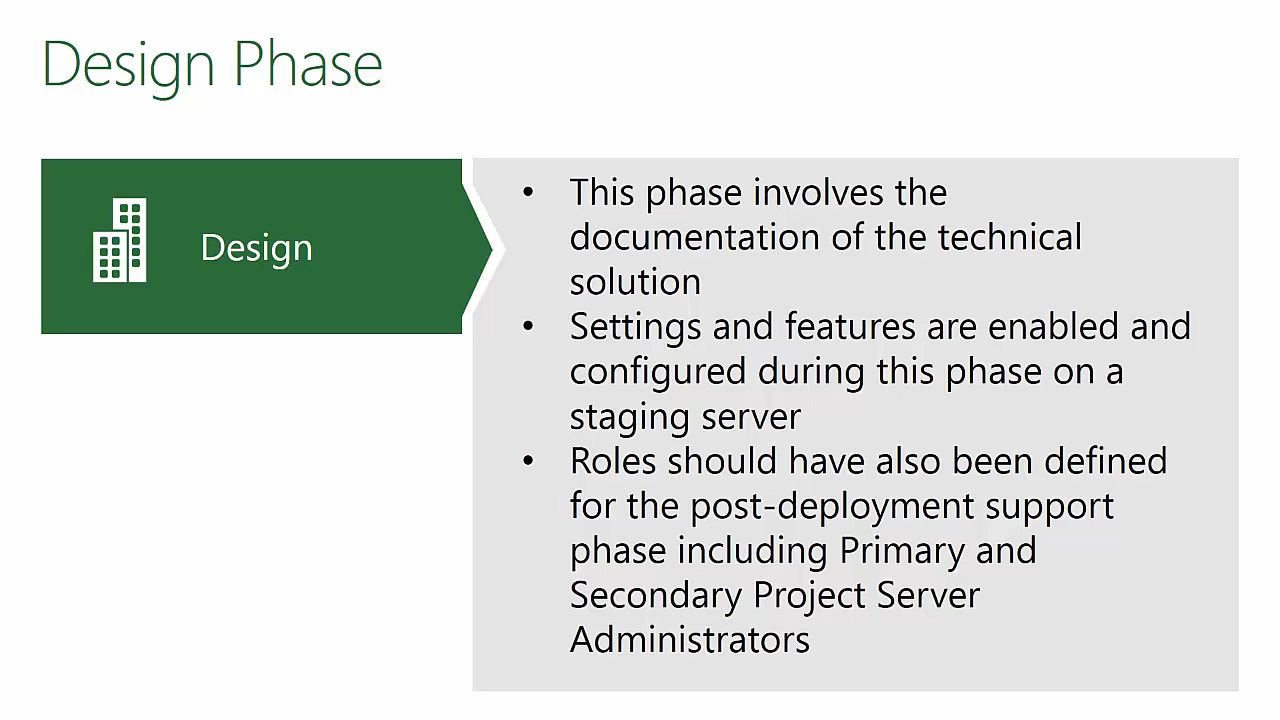 Design Phase
Design
• This phase involves the
documentation of the technical
solution
• Settings and features are enabled and
configured during this phase on a
staging server
• Roles should have also been defined
for the post-deployment support
phase including Primary and
Secondary Project Server
Administrators